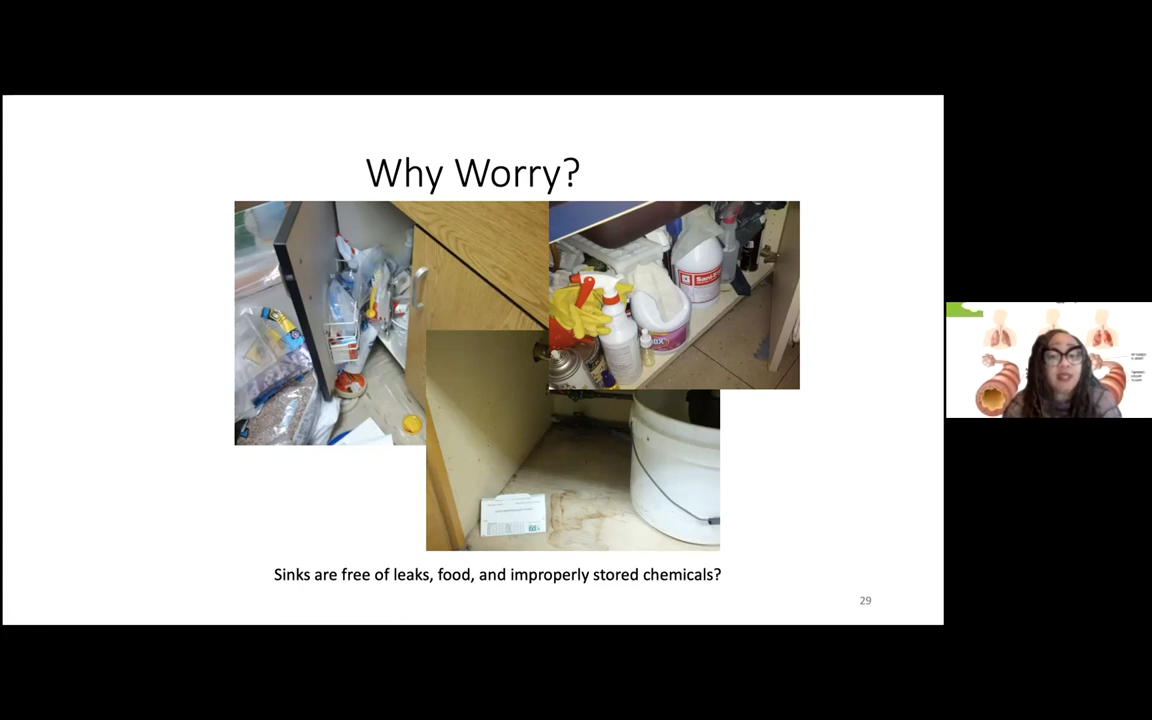 Why Worry?
Sinks are free of leaks, food, and improperly stored chemicals?
29